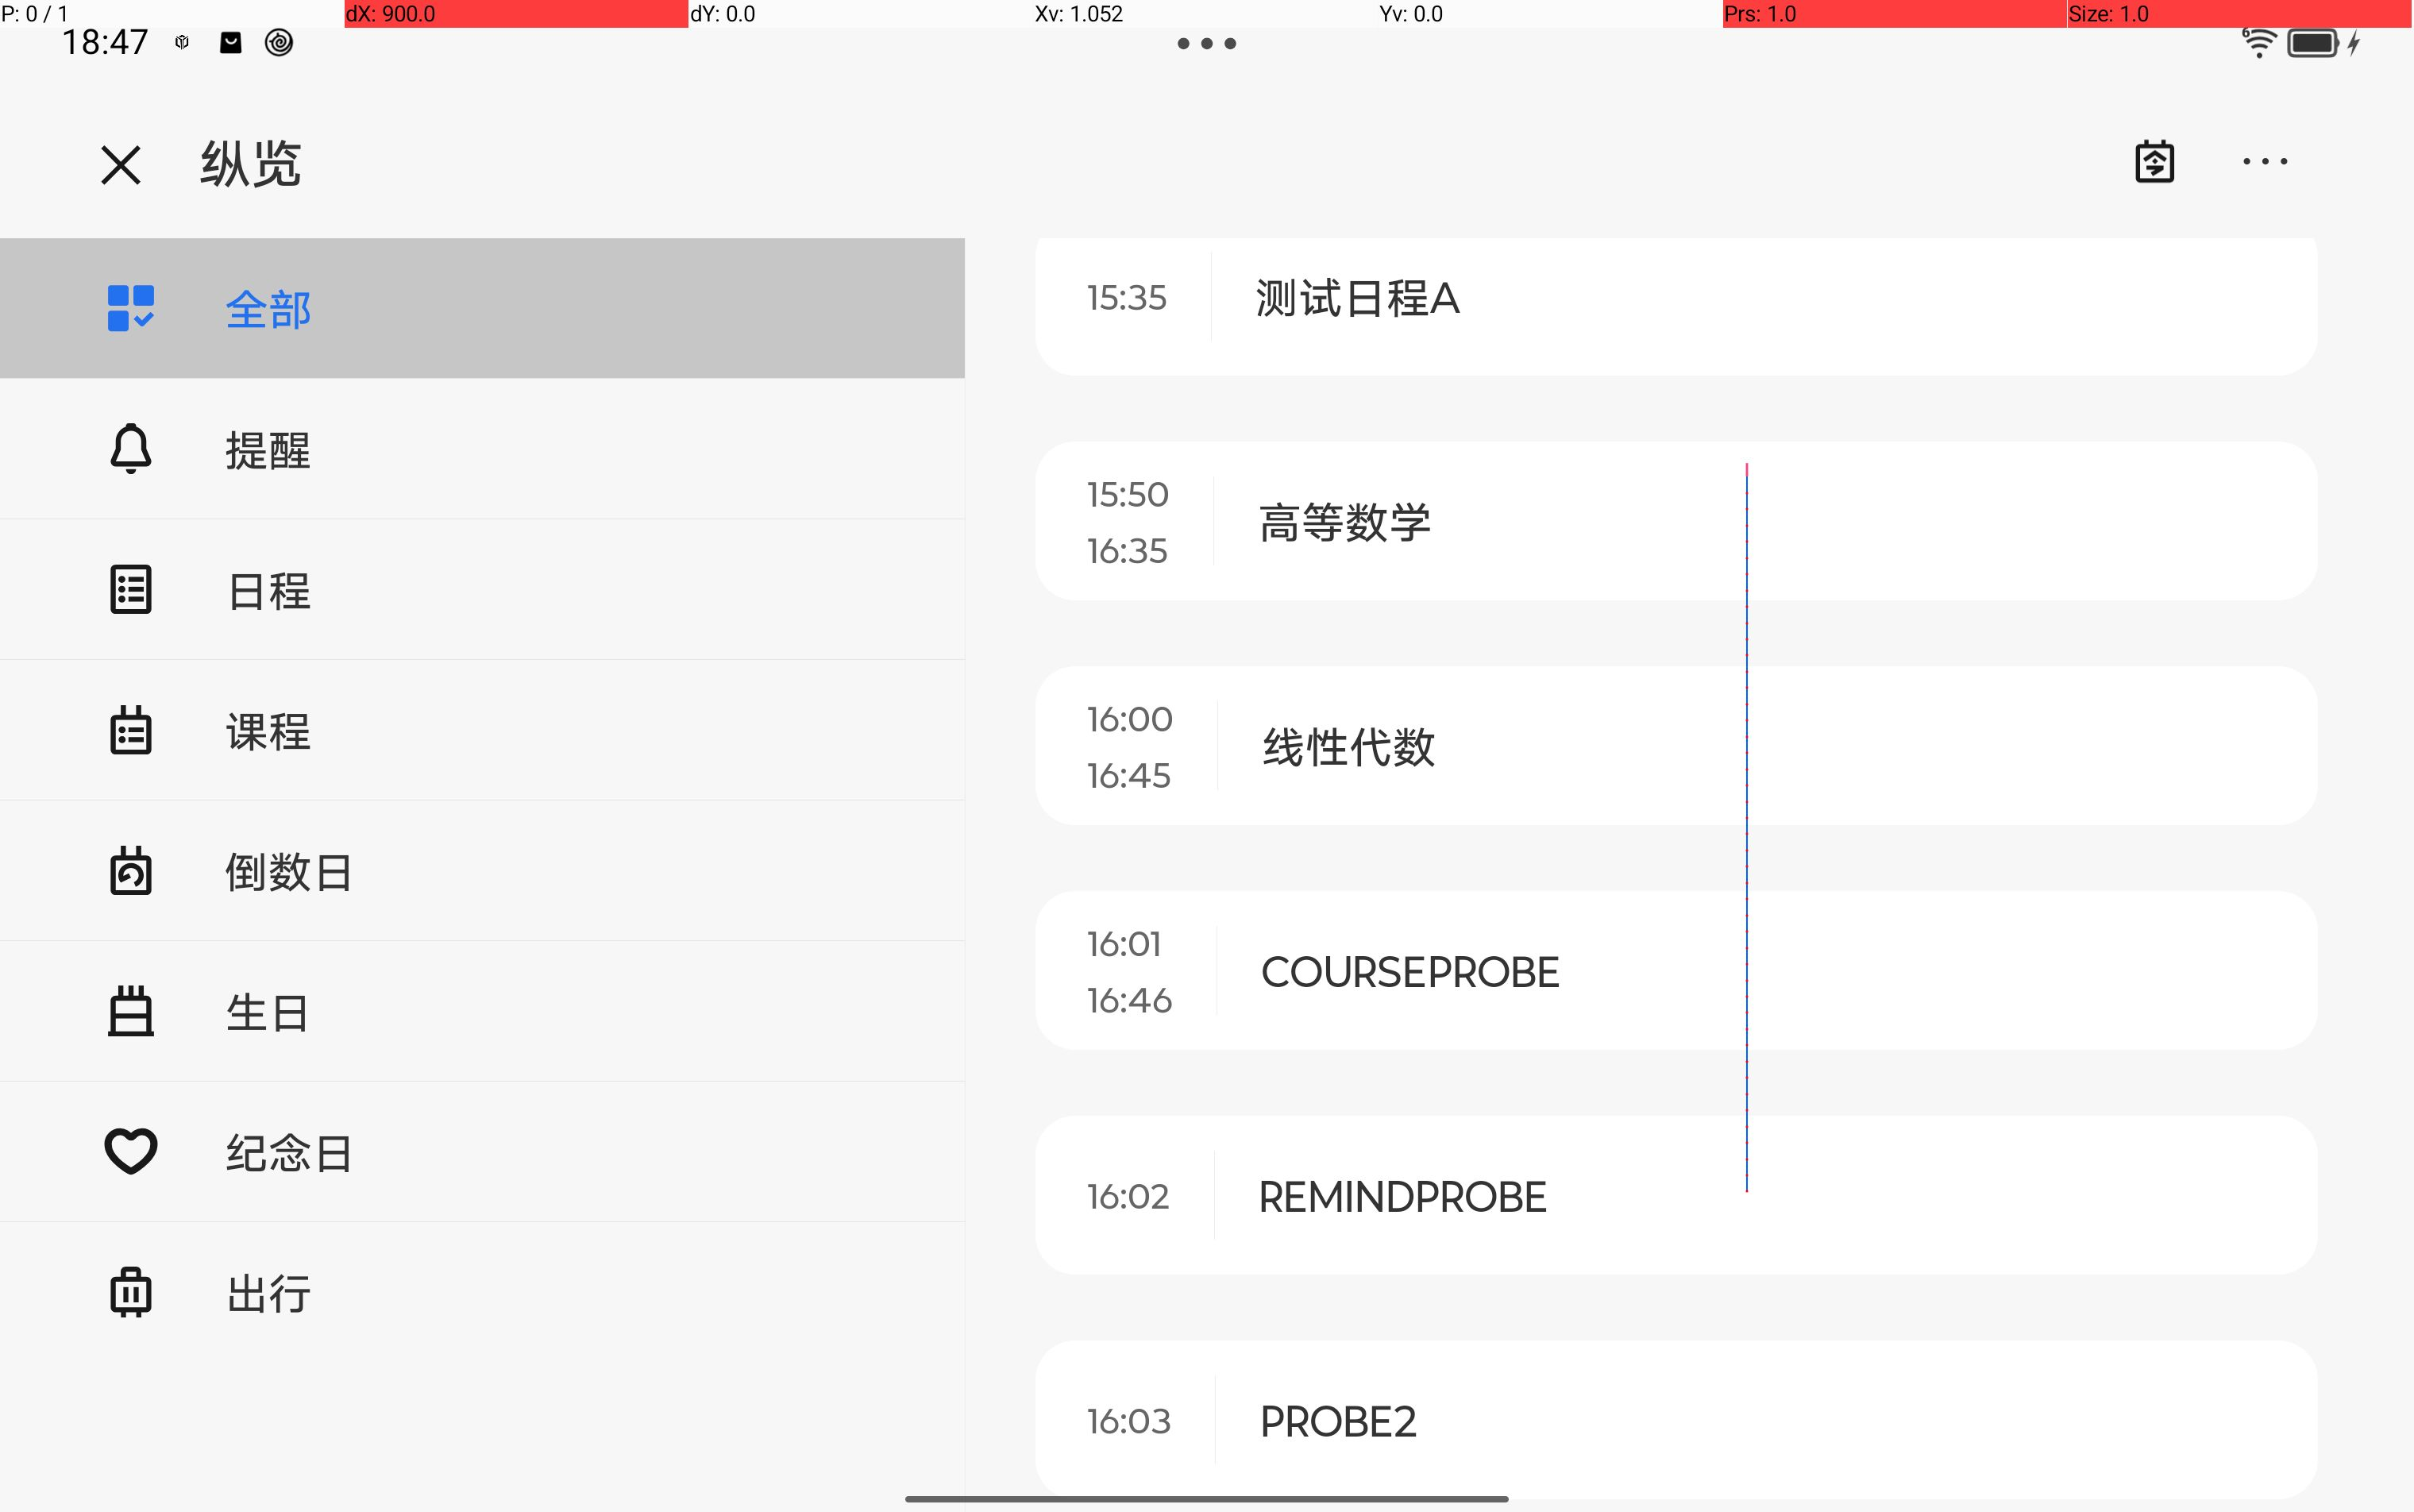 P: 0 / 1 dX: 900.0 dY: 0.0 Xv: 1.052 Yv: 0.0 Prs: 1.0 Size: 1.0
18:47
6
纵览
今
全部
提醒
日程
课程
倒数日
生日
纪念日
出行
15:35 测试日程A
15:50
16:35
高等数学
16:00
16:45
线性代数
16:01
16:46
COURSEPROBE
16:02 REMINDPROBE
16:03 PROBE2